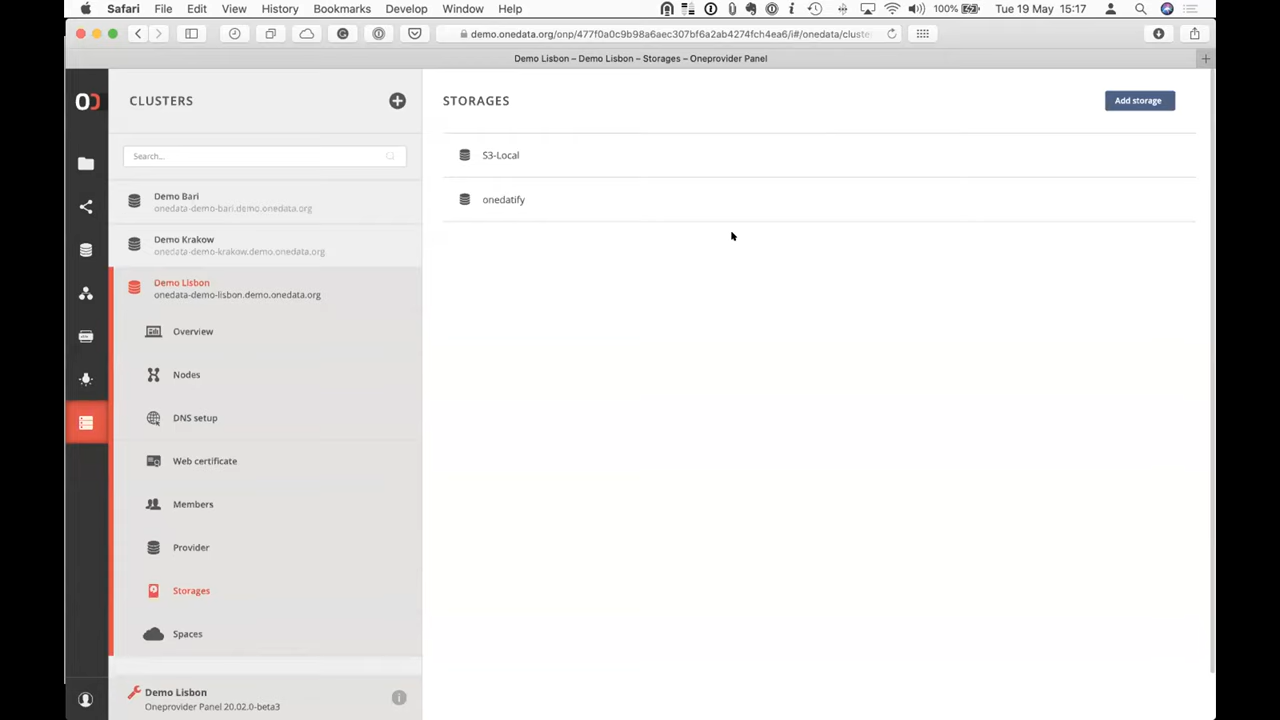 Safari File Edit View History Bookmarks Develop Window Help 100% Tue 19 May 15:17
demo.onedata.org/onp/477f0a0c9b98a6aec307bf6a2ab4274fch4ea6/i#/onedata/cluste
Demo Lisbon – Demo Lisbon – Storages – Oneprovider Panel
CLUSTERS
Search...
Demo Bari
onedata-demo-bari.demo.onedata.org
Demo Krakow
onedata-demo-krakow.demo.onedata.org
Demo Lisbon
onedata-demo-lisbon.demo.onedata.org
Overview
Nodes
DNS setup
Web certificate
Members
Provider
Storages
Spaces
Demo Lisbon
Oneprovider Panel 20.02.0-beta3
STORAGES
Add storage
S3-Local
onedatify